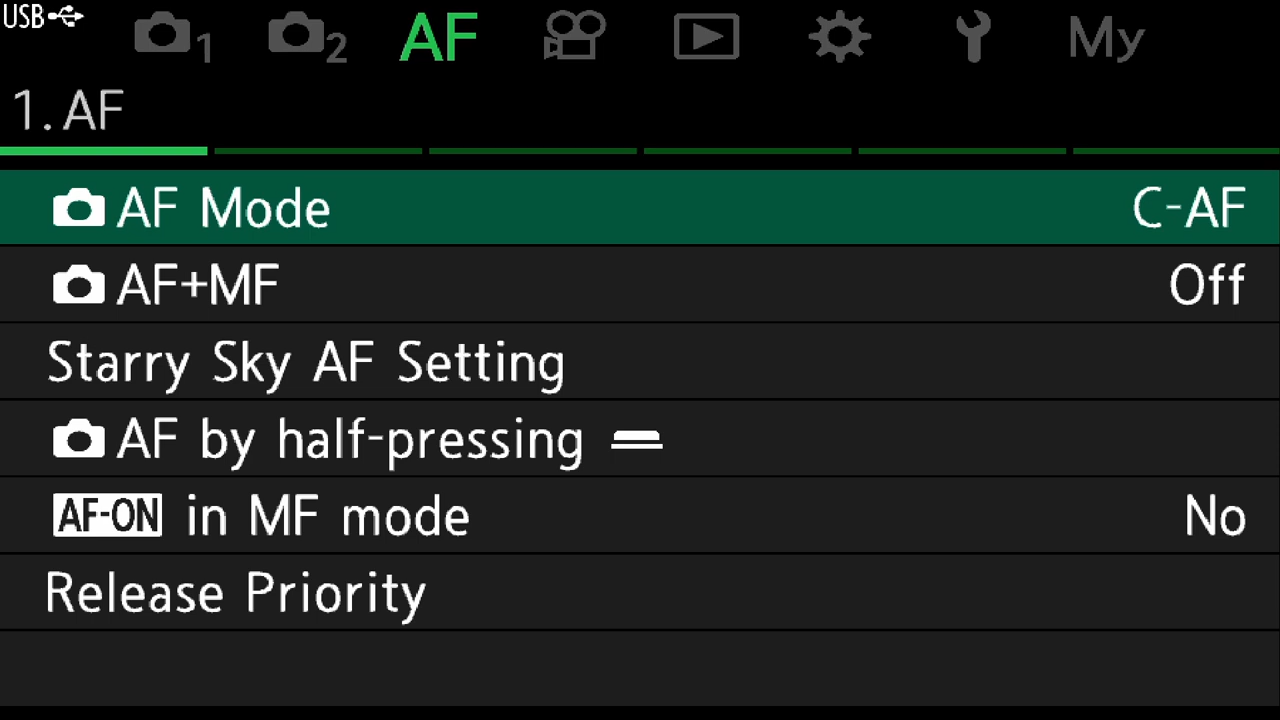 USB
1 2 AF My
1. AF
AF Mode C-AF
AF+MF Off
Starry Sky AF Setting
AF by half-pressing
AF-ON in MF mode No
Release Priority